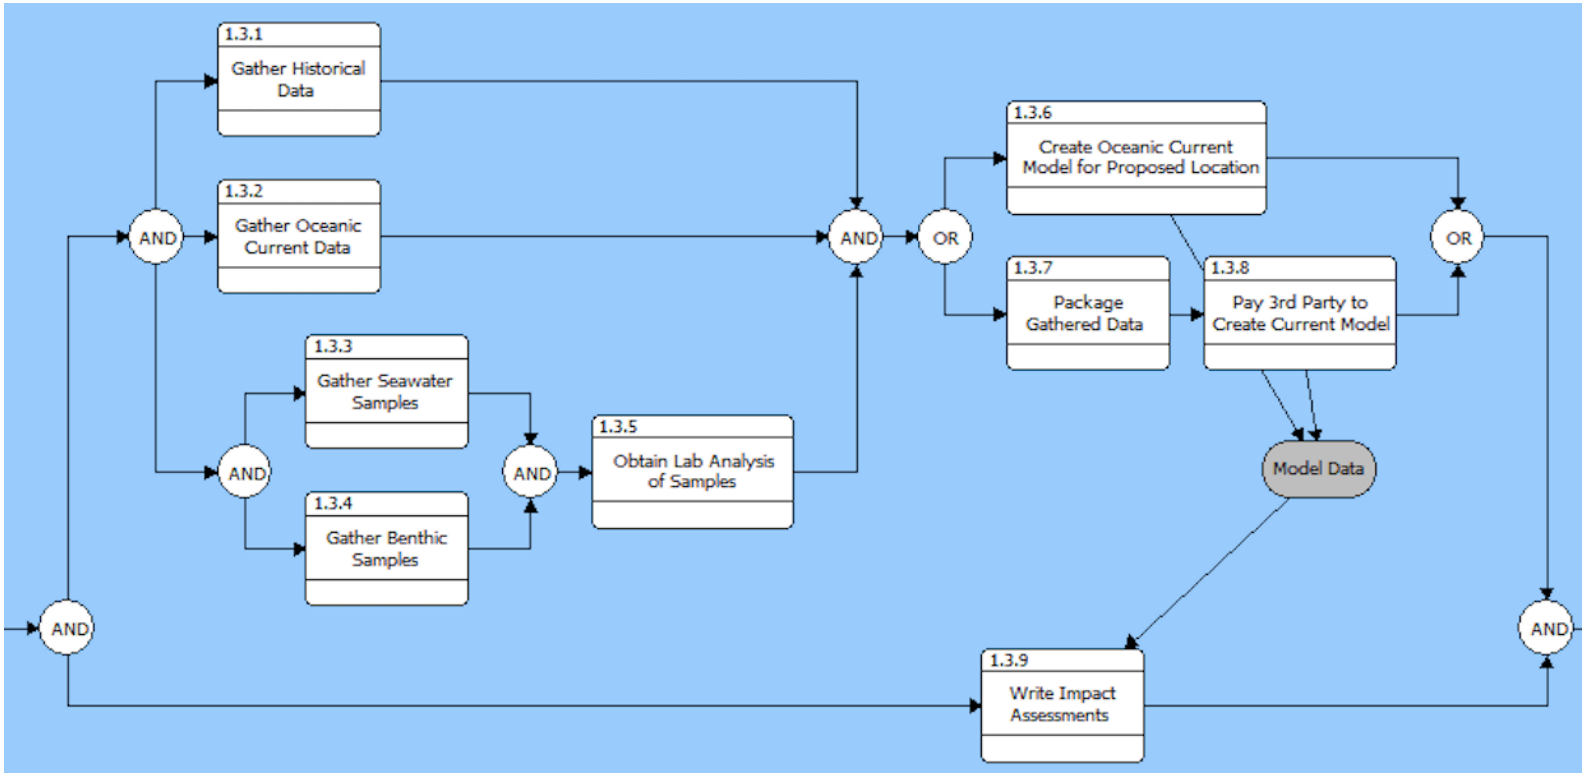 1.3.1
Gather Historical
Data
1.3.2
Gather Oceanic
Current Data
AND
1.3.3
Gather Seawater
Samples
AND
1.3.4
Gather Benthic
Samples
AND
1.3.5
Obtain Lab Analysis
of Samples
AND
OR
1.3.6
Create Oceanic Current
Model for Proposed Location
1.3.7
Package
Gathered Data
1.3.8
Pay 3rd Party to
Create Current Model
OR
Model Data
AND
1.3.9
Write Impact
Assessments
AND